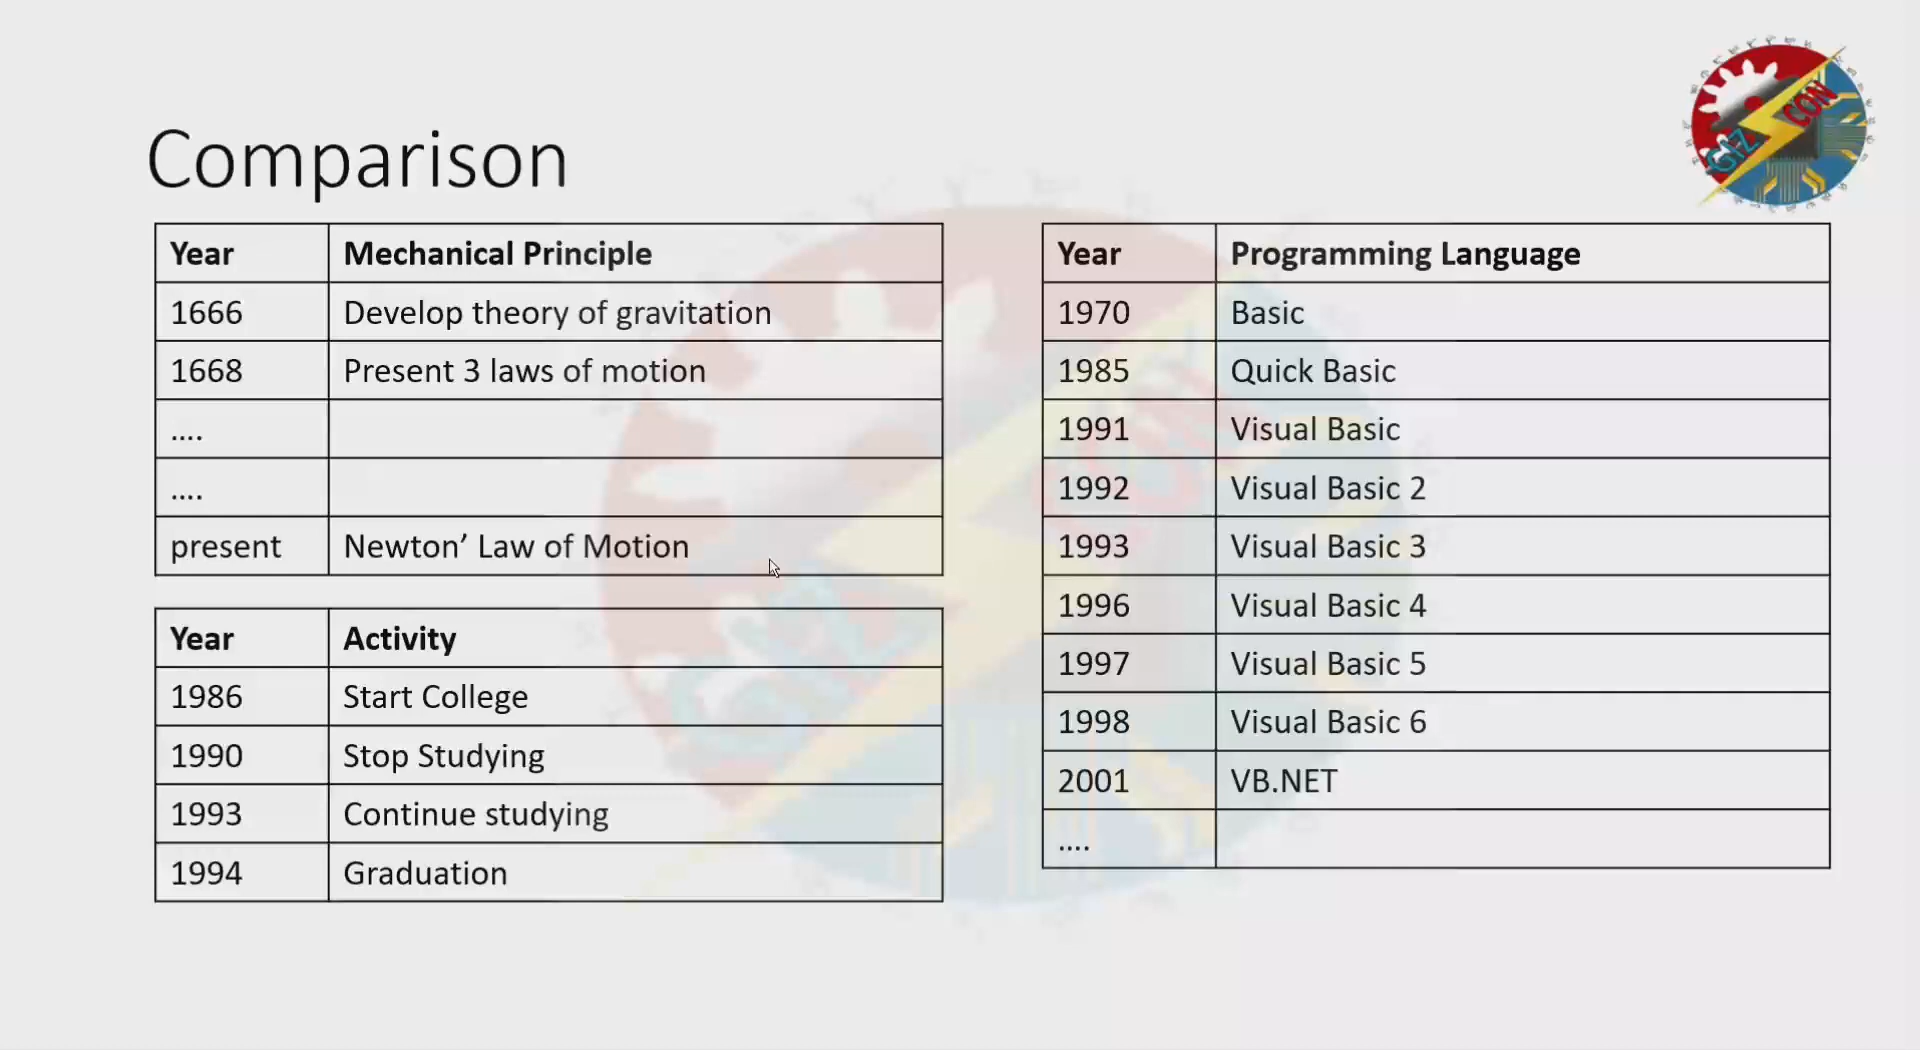 Comparison
GIZ CON
Year Mechanical Principle
1666 Develop theory of gravitation
1668 Present 3 laws of motion
....
....
present Newton’ Law of Motion
Year Activity
1986 Start College
1990 Stop Studying
1993 Continue studying
1994 Graduation
Year Programming Language
1970 Basic
1985 Quick Basic
1991 Visual Basic
1992 Visual Basic 2
1993 Visual Basic 3
1996 Visual Basic 4
1997 Visual Basic 5
1998 Visual Basic 6
2001 VB.NET
....